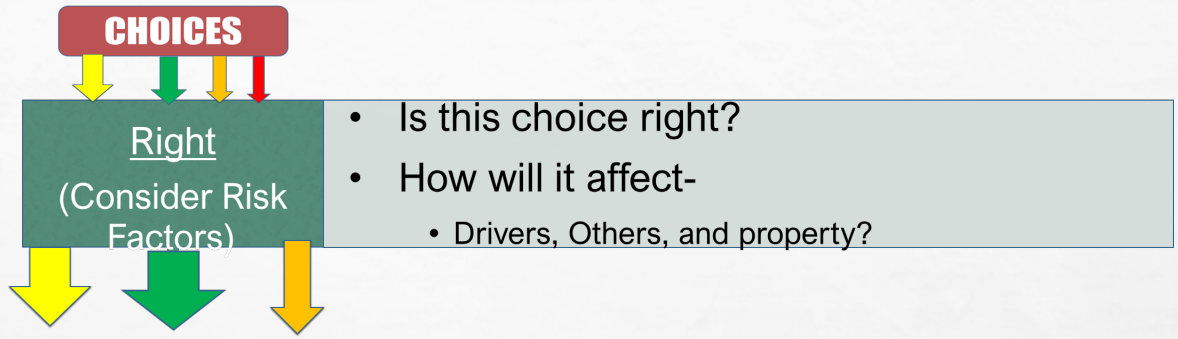 CHOICES
Right
(Consider Risk
Factors)
• Is this choice right?
• How will it affect-
• Drivers, Others, and property?